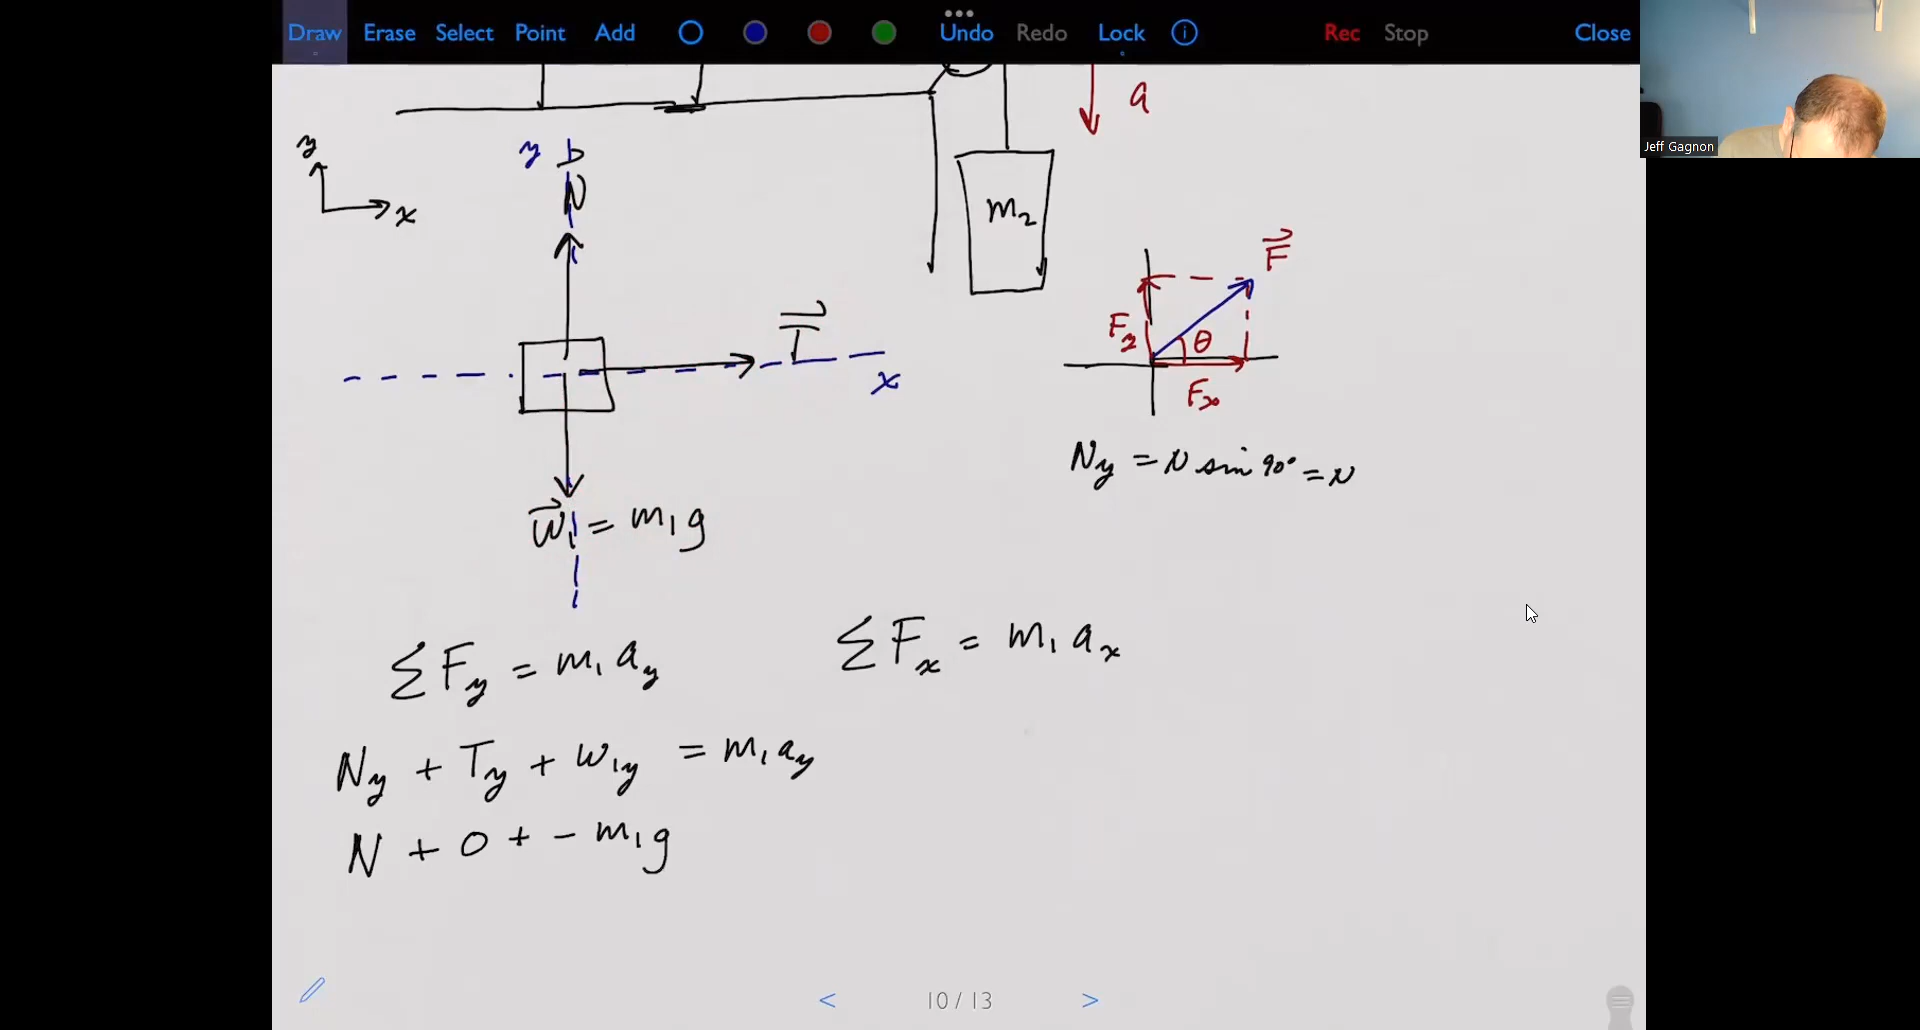 Draw Erase Select Point Add Undo Redo Lock Rec Stop Close
Jeff Gagnon
a
y
x
y
N
m₂
F⃗
F_y θ
F_x
T⃗
x
N_y = N sin 90° = N
w⃗₁ = m₁g
ΣF_y = m₁a_y
ΣF_x = m₁a_x
N_y + T_y + w₁y = m₁a_y
N + 0 + - m₁g
< 10 / 13 >